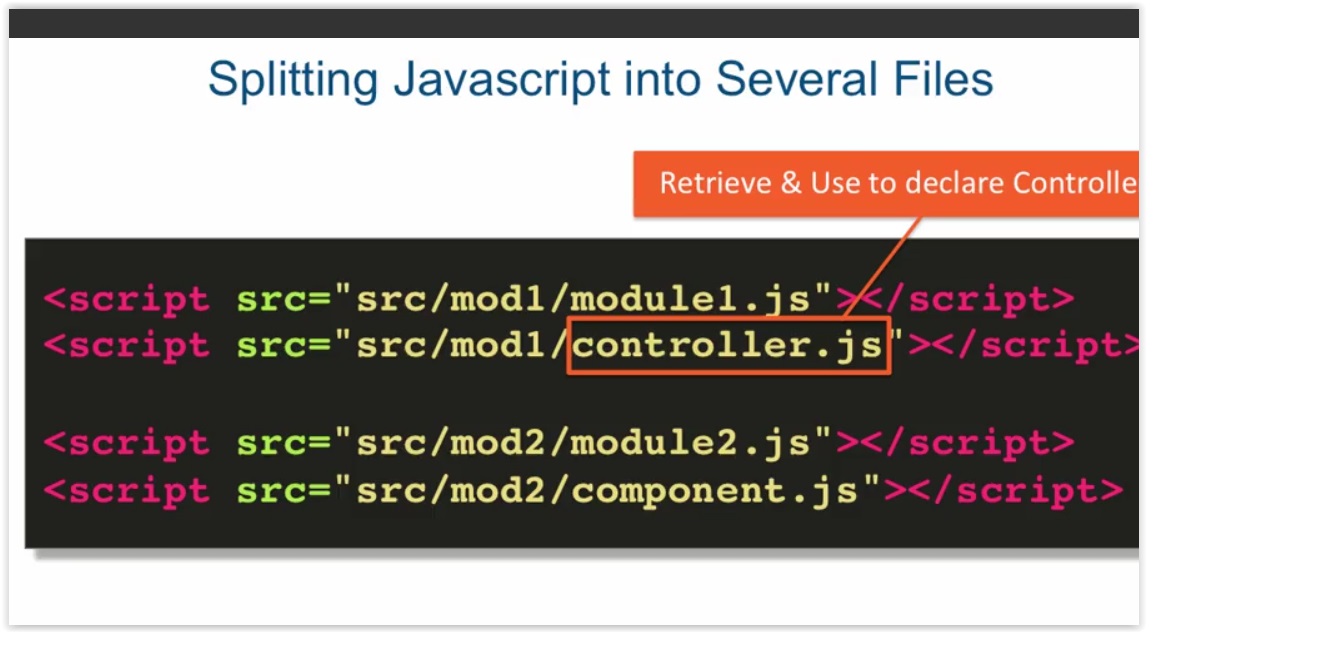 Splitting Javascript into Several Files
Retrieve & Use to declare Controlle
<script src="src/mod1/module1.js"></script>
<script src="src/mod1/controller.js"></script>
<script src="src/mod2/module2.js"></script>
<script src="src/mod2/component.js"></script>